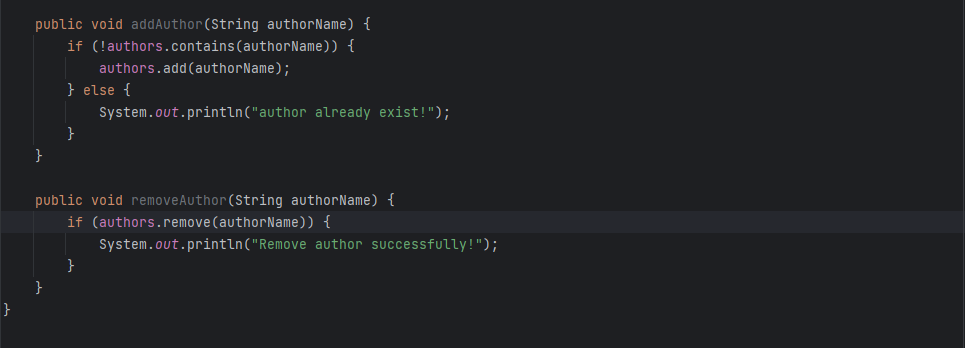 public void addAuthor(String authorName) {
if (!authors.contains(authorName)) {
authors.add(authorName);
} else {
System.out.println("author already exist!");
}
}
public void removeAuthor(String authorName) {
if (authors.remove(authorName)) {
System.out.println("Remove author successfully!");
}
}
}